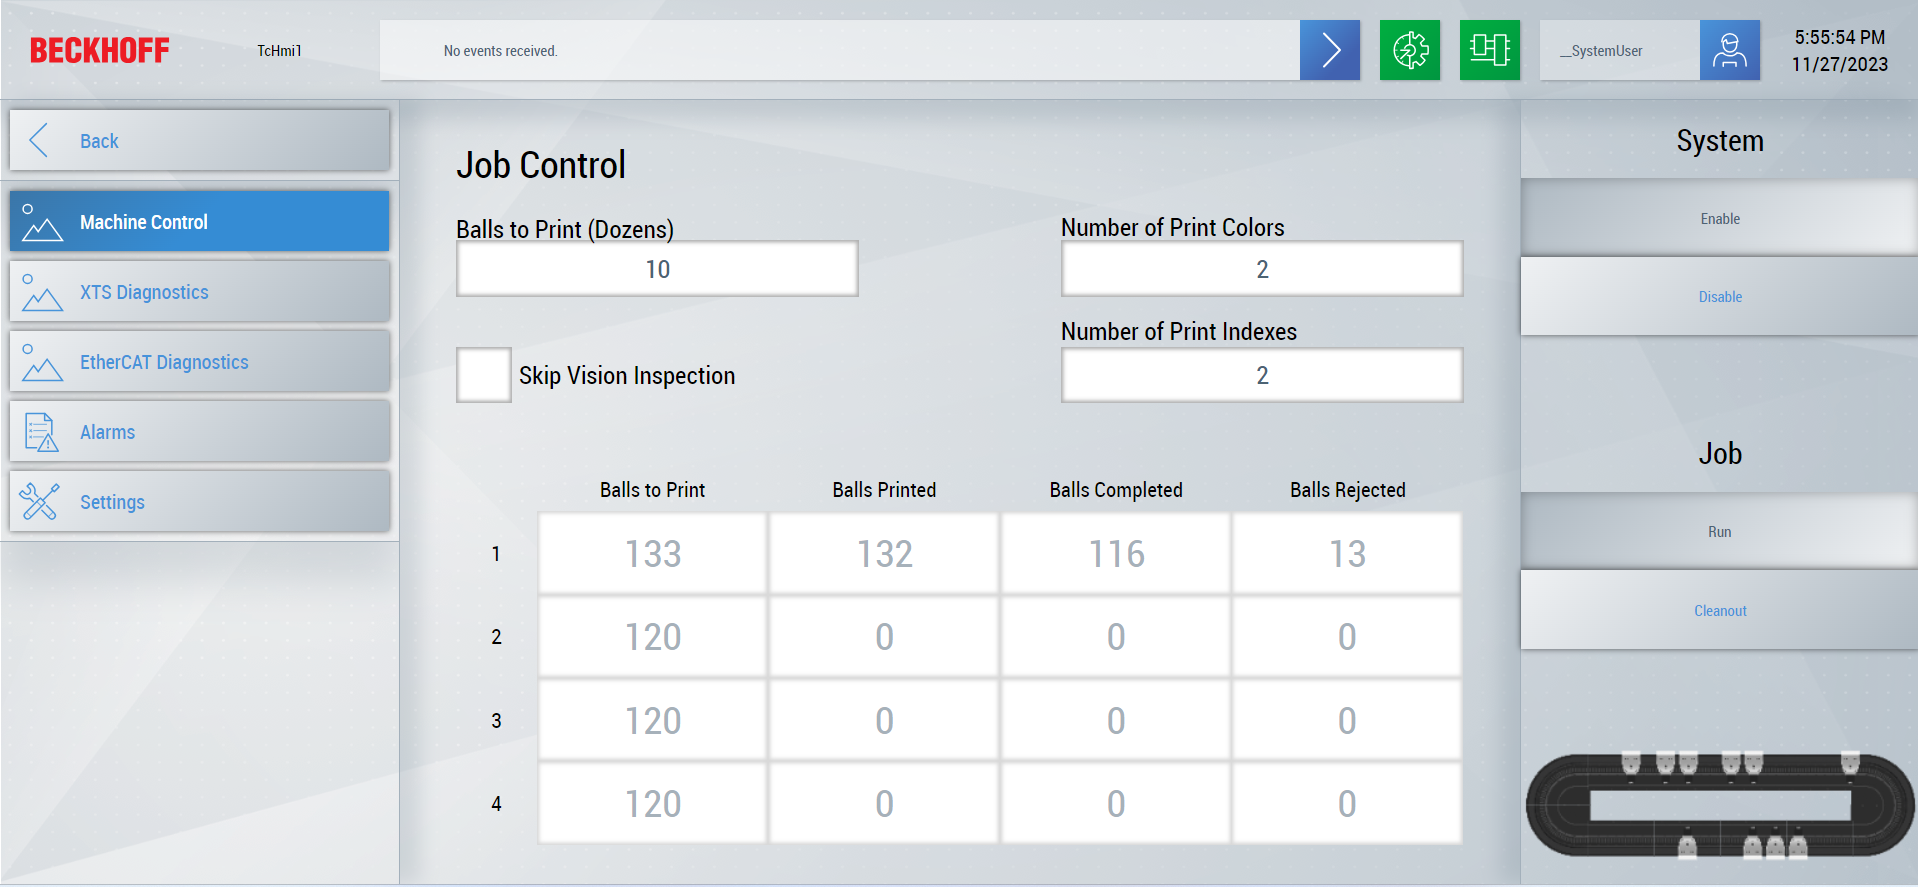 BECKHOFF
TcHmi1
No events received.
__SystemUser
5:55:54 PM
11/27/2023
Back
Machine Control
XTS Diagnostics
EtherCAT Diagnostics
Alarms
Settings
Job Control
Balls to Print (Dozens)
10
Number of Print Colors
2
Skip Vision Inspection
Number of Print Indexes
2
Balls to Print Balls Printed Balls Completed Balls Rejected
1 133 132 116 13
2 120 0 0 0
3 120 0 0 0
4 120 0 0 0
System
Enable
Disable
Job
Run
Cleanout